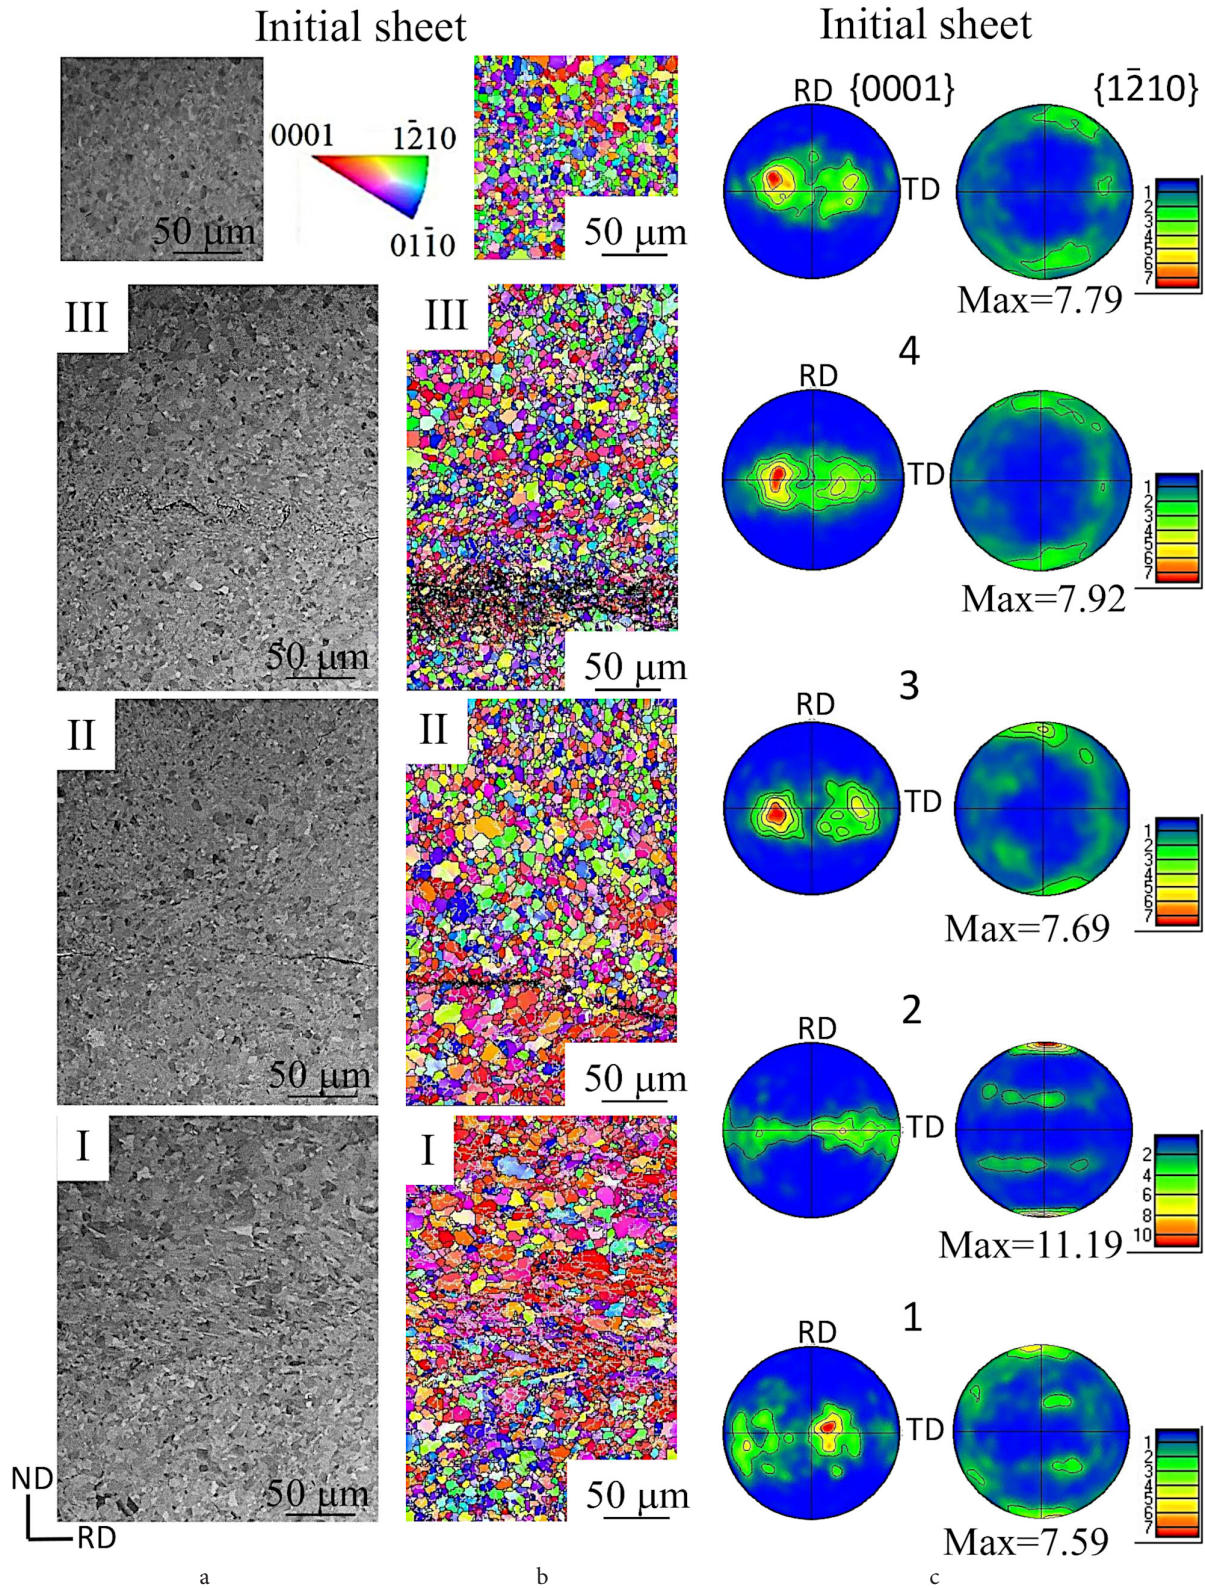 Initial sheet
Initial sheet
0001
1̄210
011̄0
50 μm
50 μm
RD
{0001}
{11̄210}
TD
1
2
3
4
5
6
7
Max=7.79
III
50 μm
III
50 μm
4
RD
TD
1
2
3
4
5
6
7
Max=7.92
II
50 μm
II
50 μm
3
RD
TD
1
2
3
4
5
6
7
Max=7.69
2
RD
TD
2
4
6
8
10
Max=11.19
I
50 μm
I
50 μm
1
RD
TD
1
2
3
4
5
6
7
Max=7.59
ND
RD
a
b
c